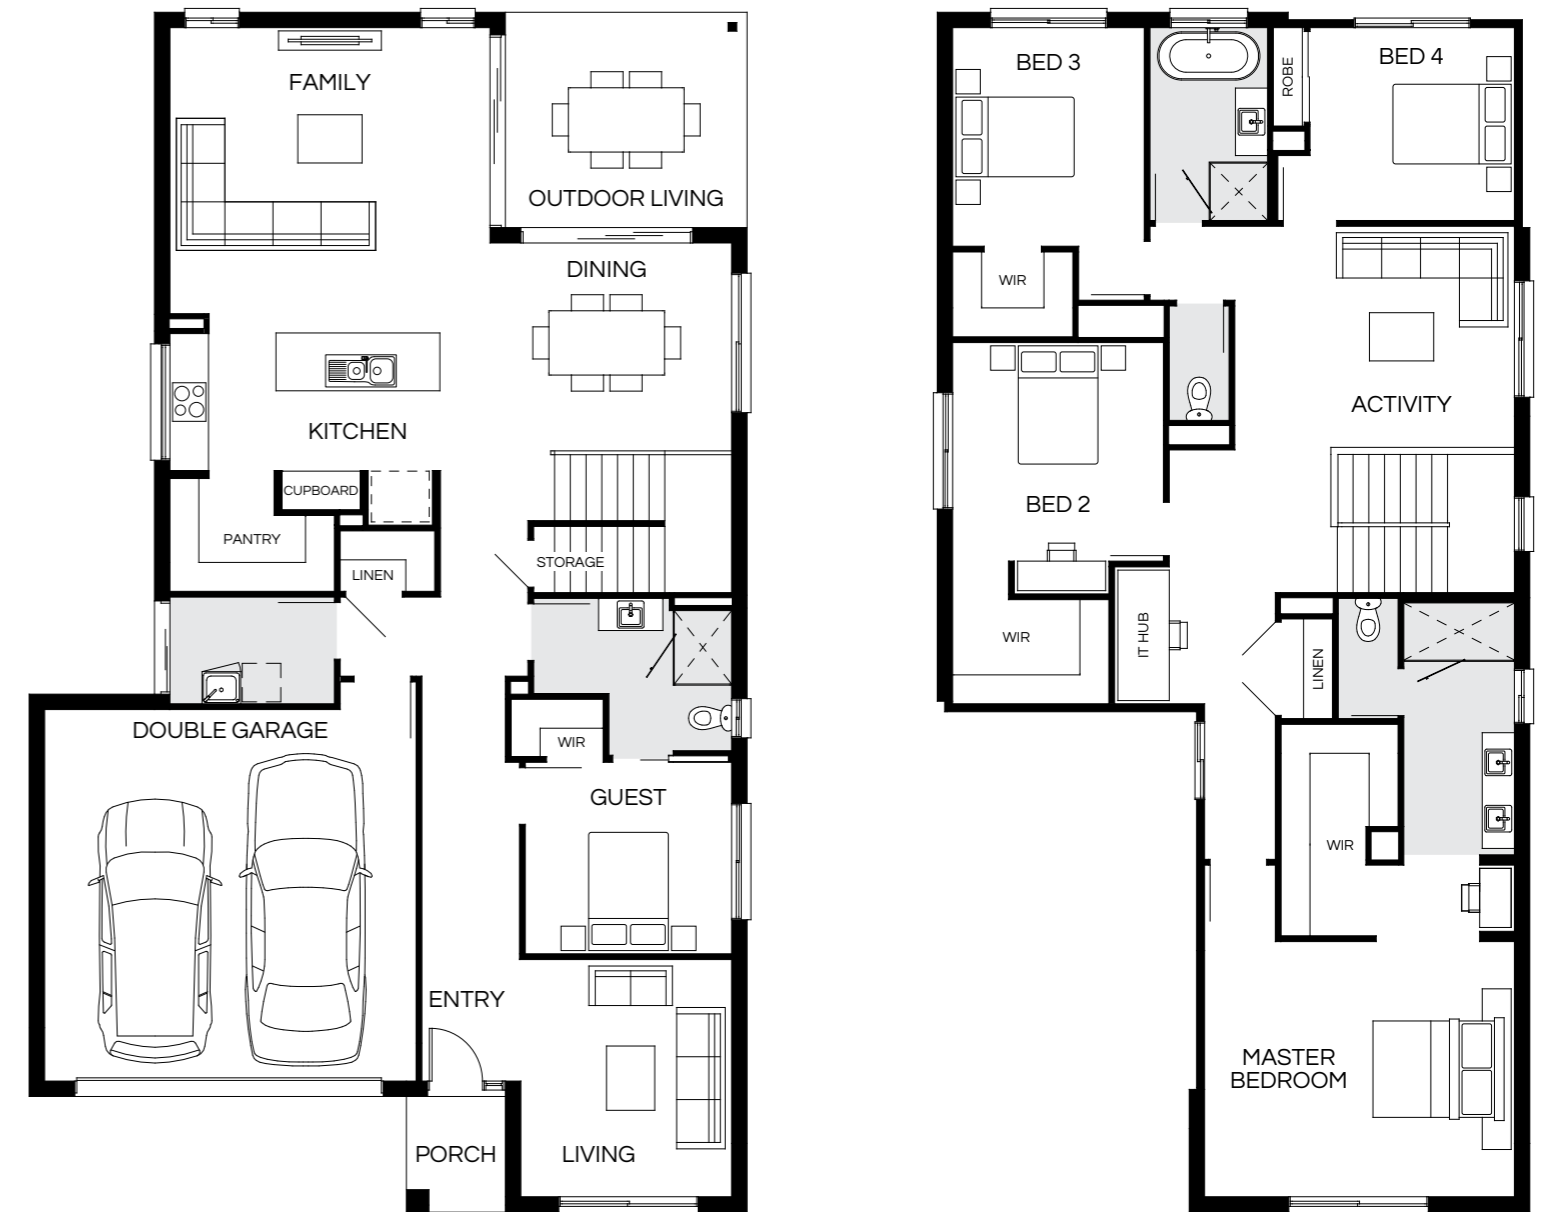 FAMILY
OUTDOOR LIVING
DINING
KITCHEN
CUPBOARD
PANTRY
LINEN
STORAGE
DOUBLE GARAGE
WIR
GUEST
ENTRY
PORCH
LIVING
BED 3
ROBE
BED 4
WIR
ACTIVITY
BED 2
WIR
IT HUB
LINEN
WIR
MASTER
BEDROOM